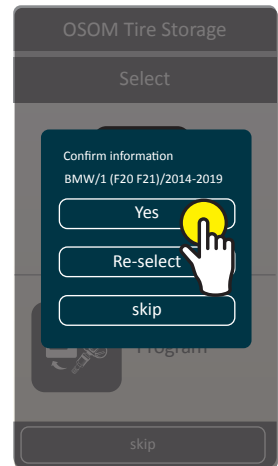 OSOM Tire Storage
Select
Confirm information
BMW/1 (F20 F21)/2014-2019
Yes
Re-select
skip
Program
skip